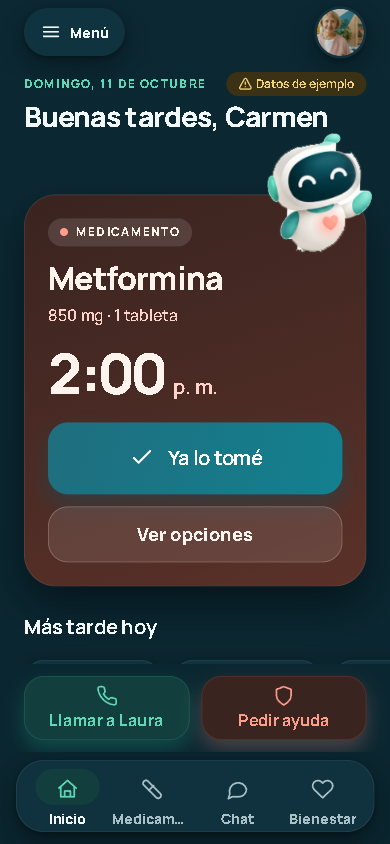 Menú
DOMINGO, 11 DE OCTUBRE
Datos de ejemplo
Buenas tardes, Carmen
MEDICAMENTO
Metformina
850 mg · 1 tableta
2:00 p. m.
Ya lo tomé
Ver opciones
Más tarde hoy
Llamar a Laura
Pedir ayuda
Inicio
Medicam...
Chat
Bienestar